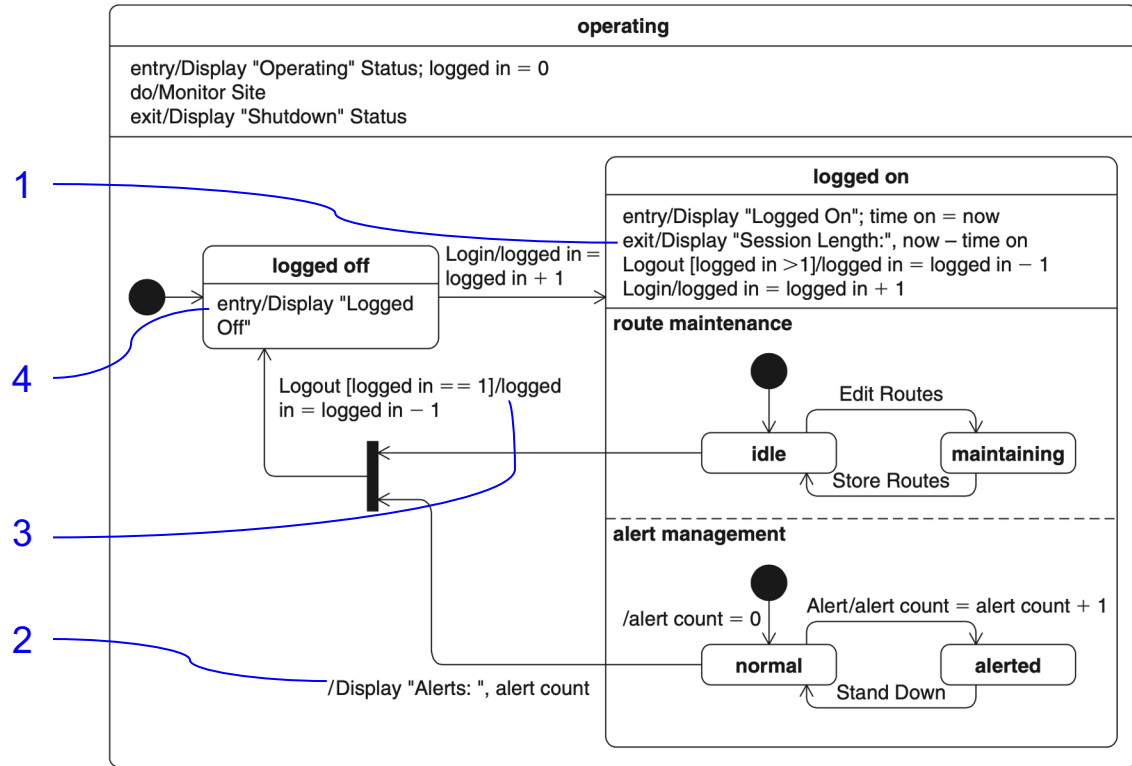 operating
entry/Display "Operating" Status; logged in = 0
do/Monitor Site
exit/Display "Shutdown" Status
1
logged on
entry/Display "Logged On"; time on = now
exit/Display "Session Length:", now – time on
Logout [logged in >1]/logged in = logged in – 1
Login/logged in = logged in + 1
Login/logged in =
logged in + 1
logged off
entry/Display "Logged
Off"
4
Logout [logged in == 1]/logged
in = logged in – 1
route maintenance
Edit Routes
idle
maintaining
Store Routes
3
alert management
/alert count = 0
Alert/alert count = alert count + 1
normal
alerted
Stand Down
2
/Display "Alerts: ", alert count